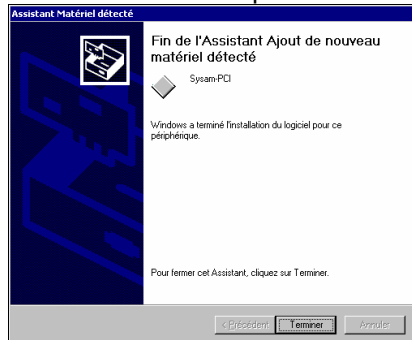 Assistant Matériel détecté
Fin de l'Assistant Ajout de nouveau
matériel détecté
Sysam-PCI
Windows a terminé l'installation du logiciel pour ce
périphérique.
Pour fermer cet Assistant, cliquez sur Terminer.
< Précédent Terminer Annuler